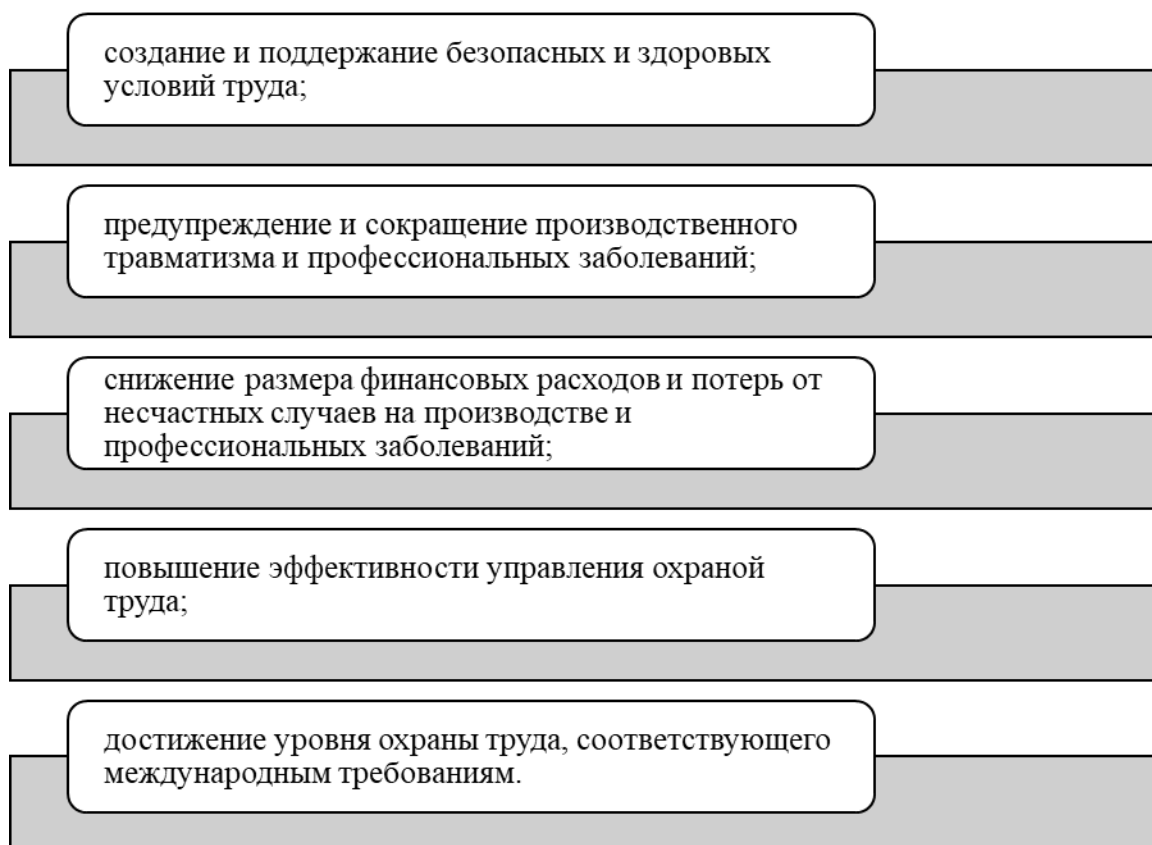 создание и поддержание безопасных и здоровых
условий труда;
предупреждение и сокращение производственного
травматизма и профессиональных заболеваний;
снижение размера финансовых расходов и потерь от
несчастных случаев на производстве и
профессиональных заболеваний;
повышение эффективности управления охраной
труда;
достижение уровня охраны труда, соответствующего
международным требованиям.